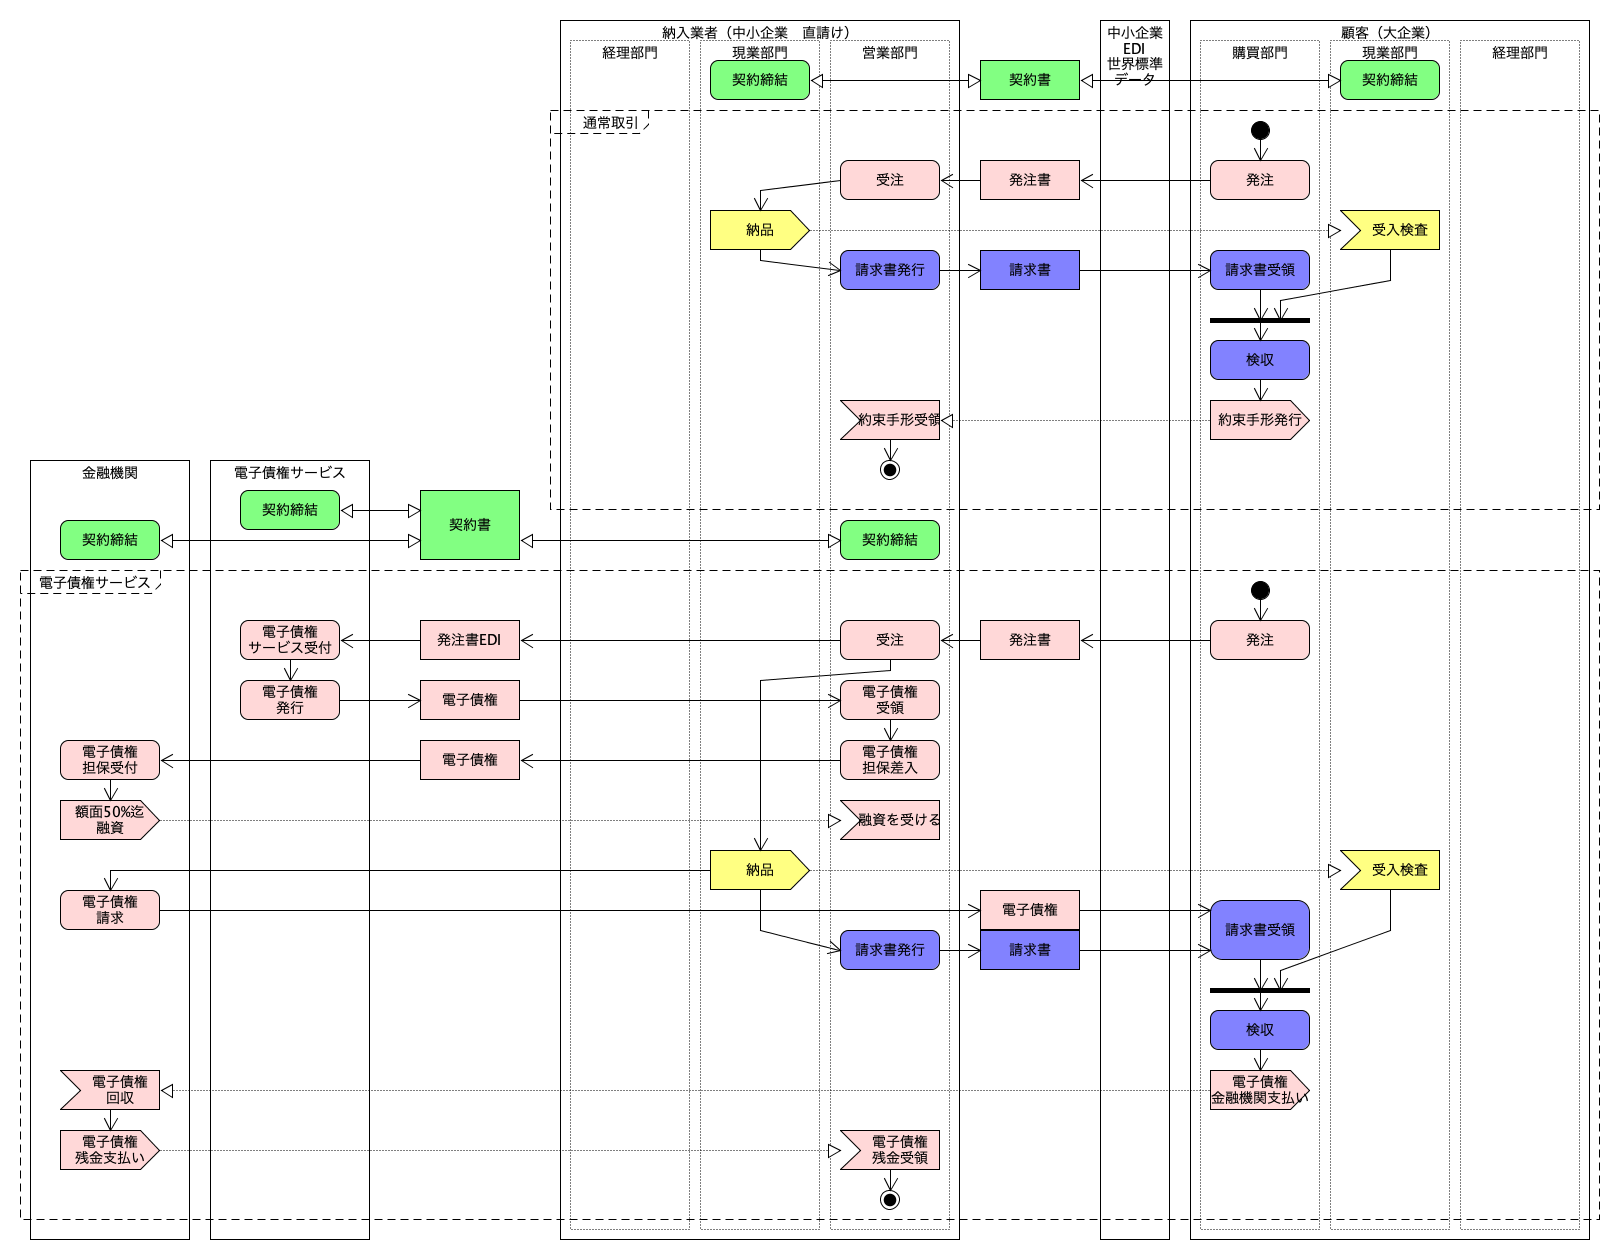 納入業者（中小企業　直請け）
経理部門
現業部門
営業部門
中小企業
EDI
世界標準
データ
顧客（大企業）
購買部門
現業部門
経理部門
契約締結
契約書
契約締結
通常取引
受注
発注書
発注
納品
受入検査
請求書発行
請求書
請求書受領
検収
約束手形受領
約束手形発行
金融機関
電子債権サービス
契約締結
契約書
契約締結
契約締結
電子債権サービス
電子債権
サービス受付
発注書EDI
受注
発注書
発注
電子債権
発行
電子債権
電子債権
受領
電子債権
担保受付
電子債権
電子債権
担保差入
額面50%迄
融資
融資を受ける
納品
受入検査
電子債権
請求
電子債権
請求書受領
請求書発行
請求書
検収
電子債権
回収
電子債権
金融機関支払い
電子債権
残金支払い
電子債権
残金受領